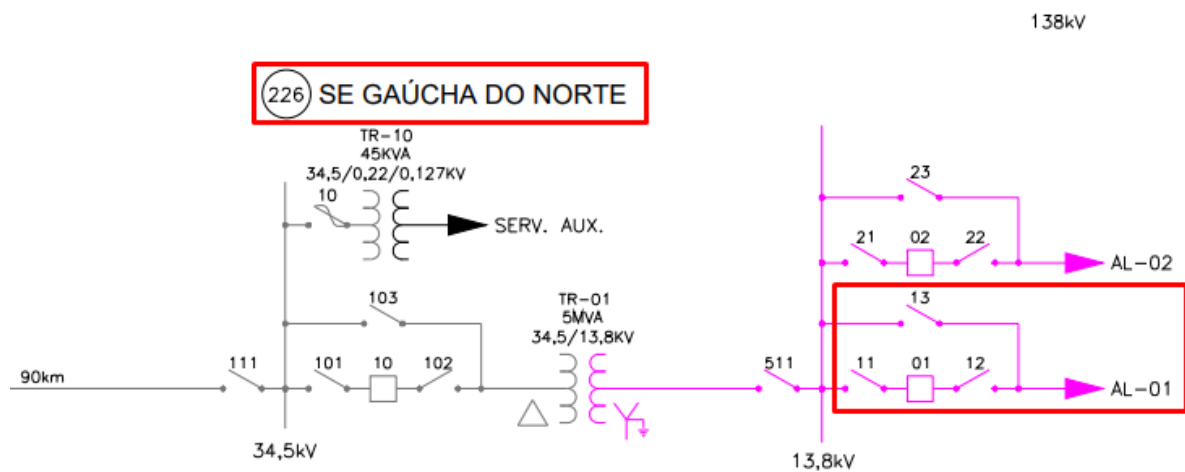 138kV
226 SE GAÚCHA DO NORTE
TR-10
45KVA
34,5/0,22/0,127KV
10
SERV. AUX.
23
21 02 22
AL-02
103
TR-01
5MVA
34,5/13,8KV
13
90km
111
101 10 102
511
11 01 12
AL-01
34,5kV
13,8kV